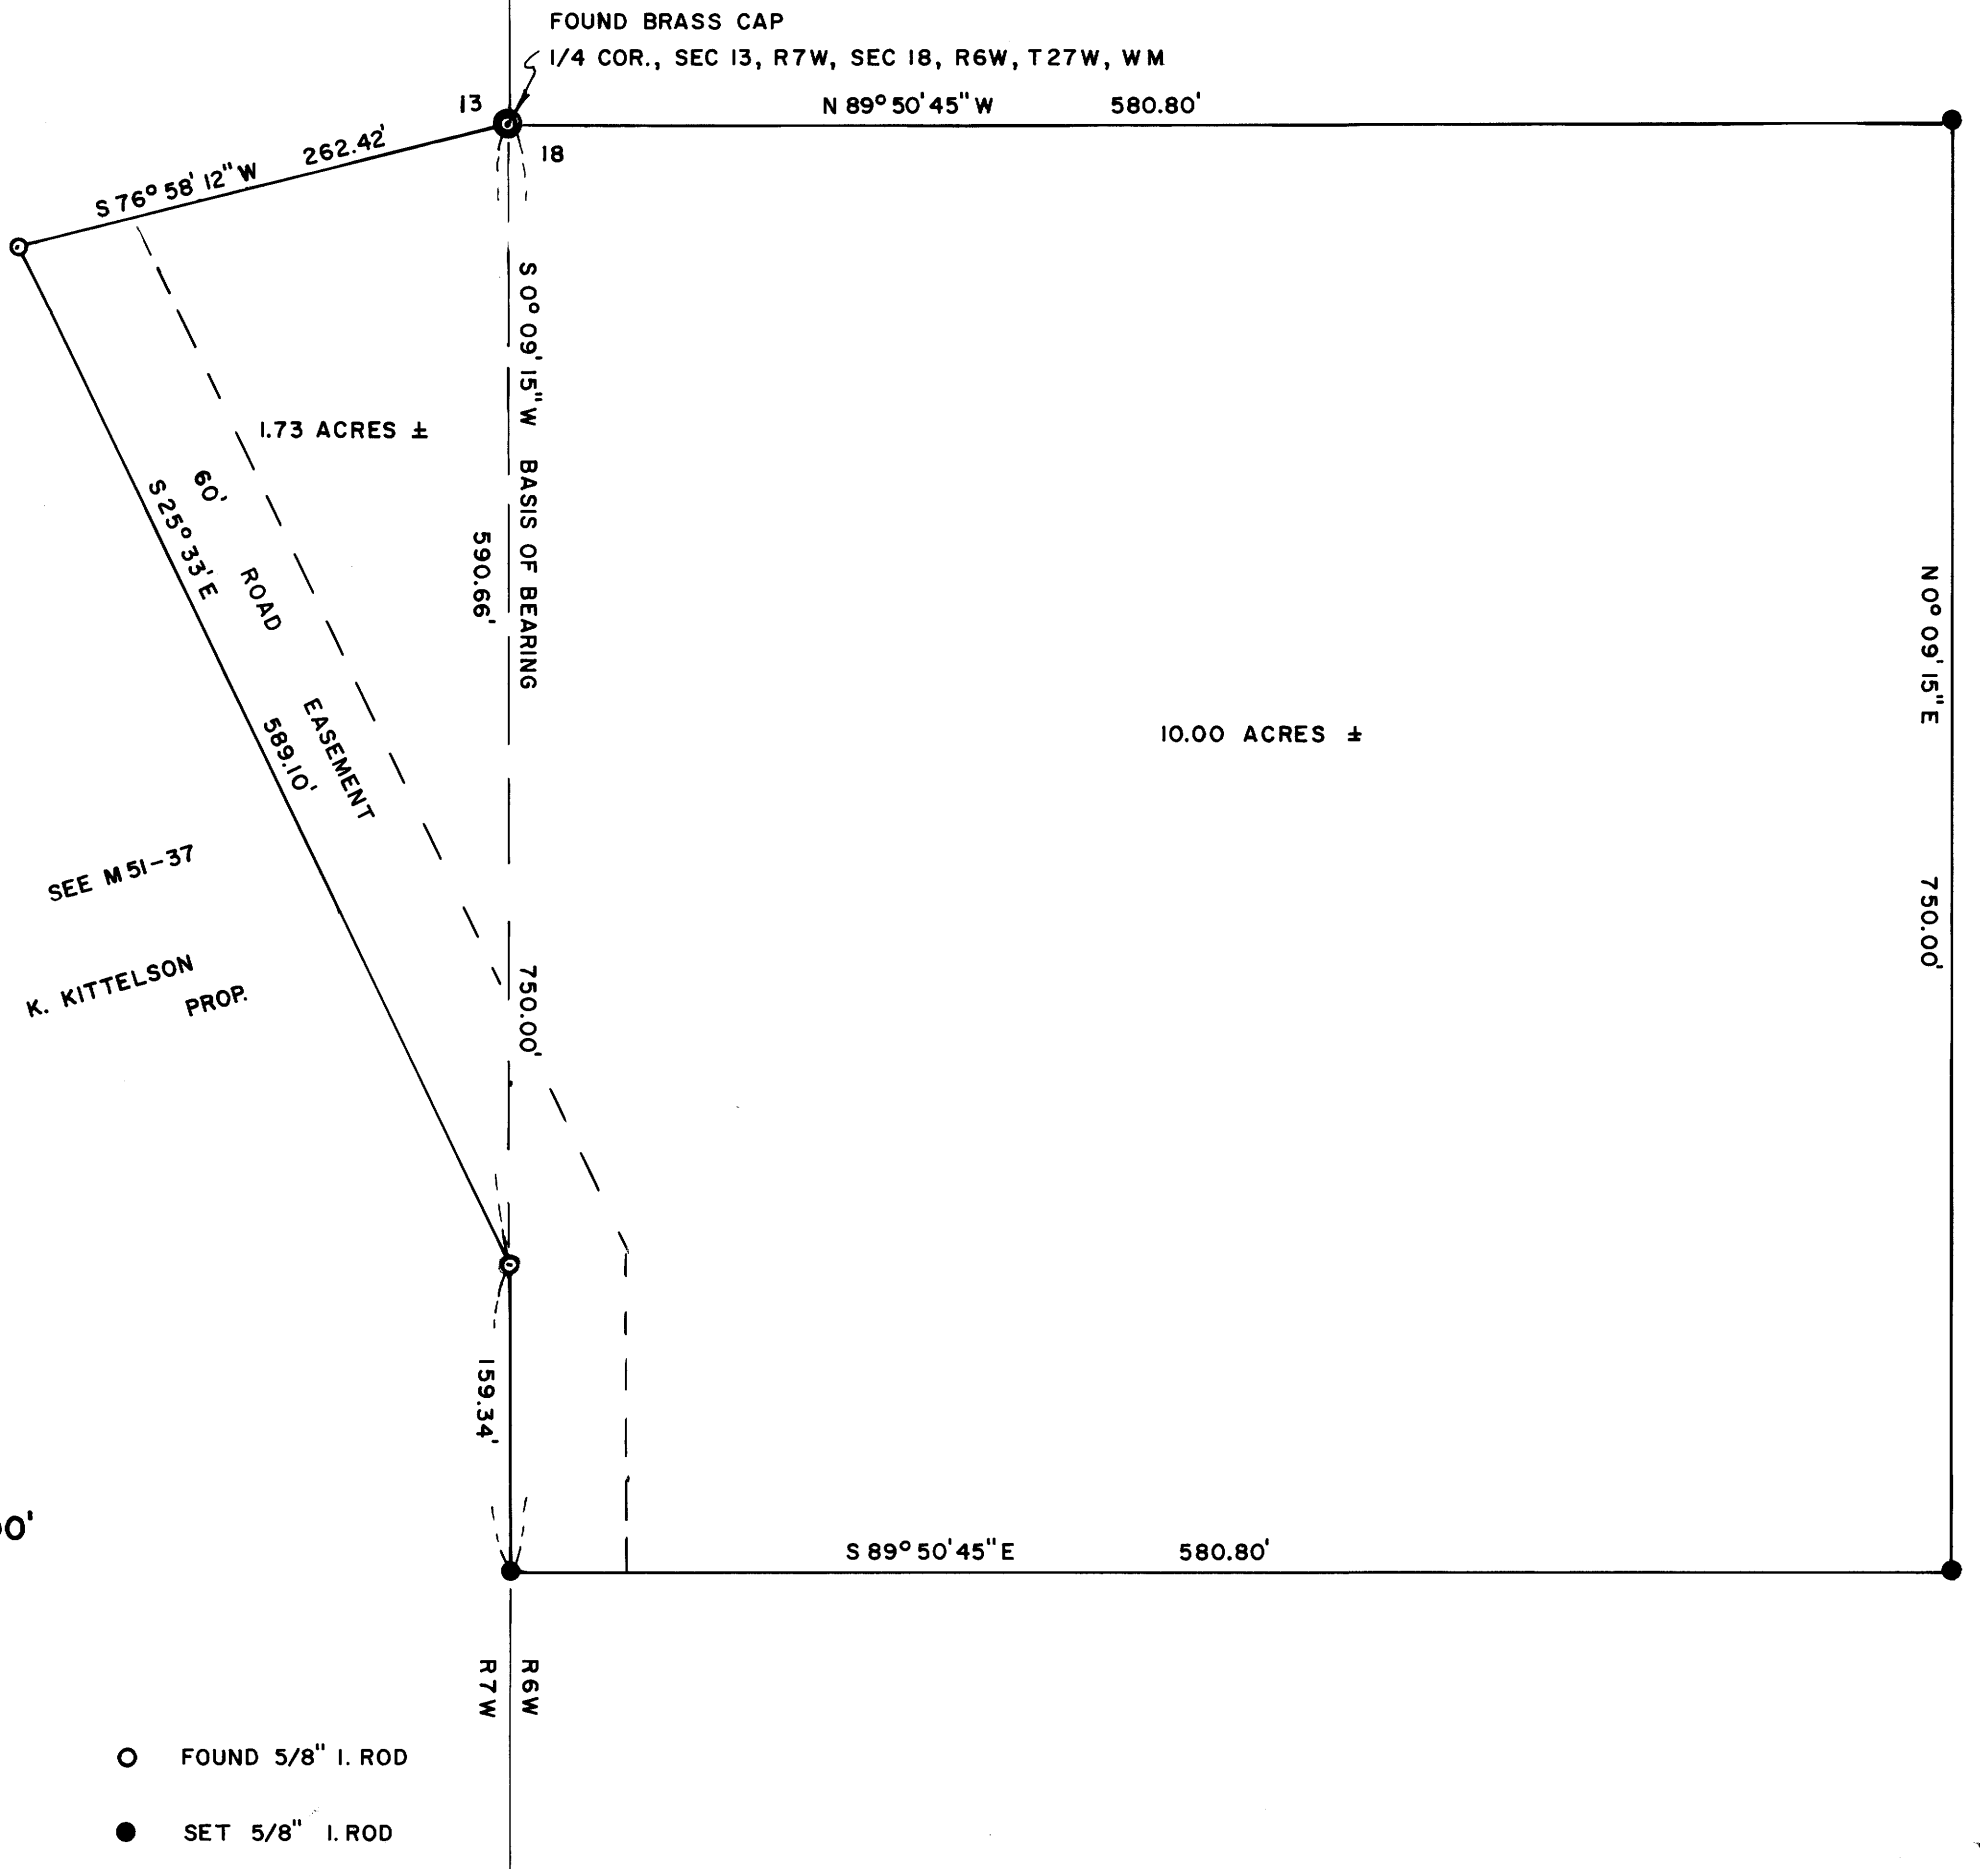 FOUND BRASS CAP
1/4 COR., SEC 13, R7W, SEC 18, R6W, T27W, WM
13
N 89° 50' 45" W 580.80'
18
S 76° 58' 12" W 262.42'
S 0° 09' 15" W BASIS OF BEARING
590.66'
750.00'
1.73 ACRES ±
60' ROAD EASEMENT
S 25° 33' E
589.10'
N 0° 09' 15" E
750.00'
10.00 ACRES ±
SEE M 51-37
K. KITTELSON
PROP.
159.34'
0'
S 89° 50' 45" E 580.80'
R7W
R6W
FOUND 5/8" I. ROD
SET 5/8" I. ROD